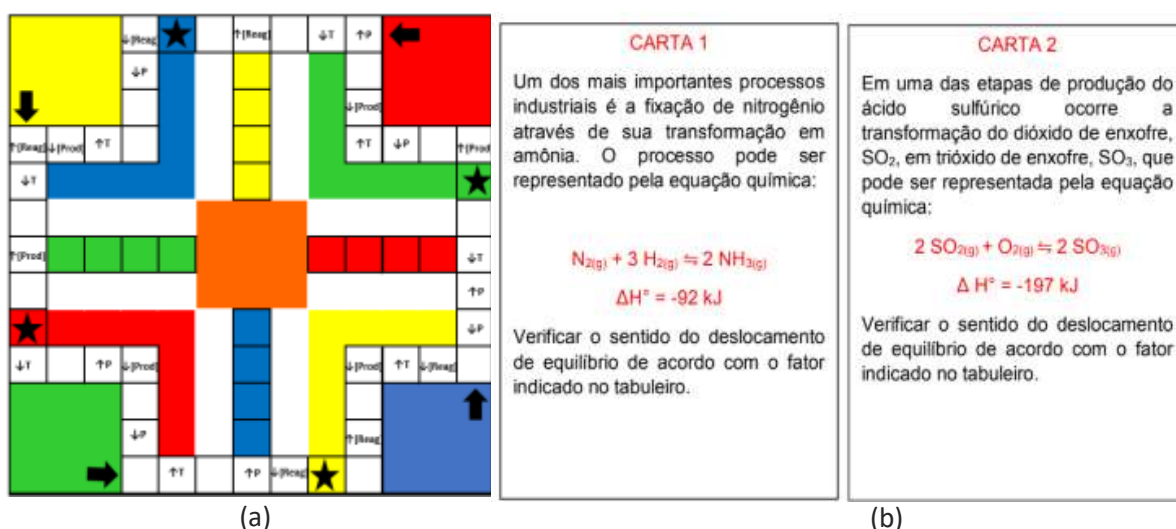 ↓[Reag] ↑[Reag] ↓T ↑P
↓P
↓[Prod]
↑[Reag] ↓[Prod] ↑T ↑T ↓P ↑[Prod]
↓T
↑[Prod] ↓T
↑P
↓P
↓T ↑P ↓[Prod] ↓[Prod] ↑T ↓[Reag]
↓P ↑[Reag]
↑T ↑P ↓[Reag]
(a)
CARTA 1
Um dos mais importantes processos
industriais é a fixação de nitrogênio
através de sua transformação em
amônia. O processo pode ser
representado pela equação química:
N₂(g) + 3 H₂(g) ⇋ 2 NH₃(g)
ΔH° = -92 kJ
Verificar o sentido do deslocamento
de equilíbrio de acordo com o fator
indicado no tabuleiro.
CARTA 2
Em uma das etapas de produção do
ácido sulfúrico ocorre a
transformação do dióxido de enxofre,
SO₂, em trióxido de enxofre, SO₃, que
pode ser representada pela equação
química:
2 SO₂(g) + O₂(g) ⇋ 2 SO₃(g)
Δ H° = -197 kJ
Verificar o sentido do deslocamento
de equilíbrio de acordo com o fator
indicado no tabuleiro.
(b)